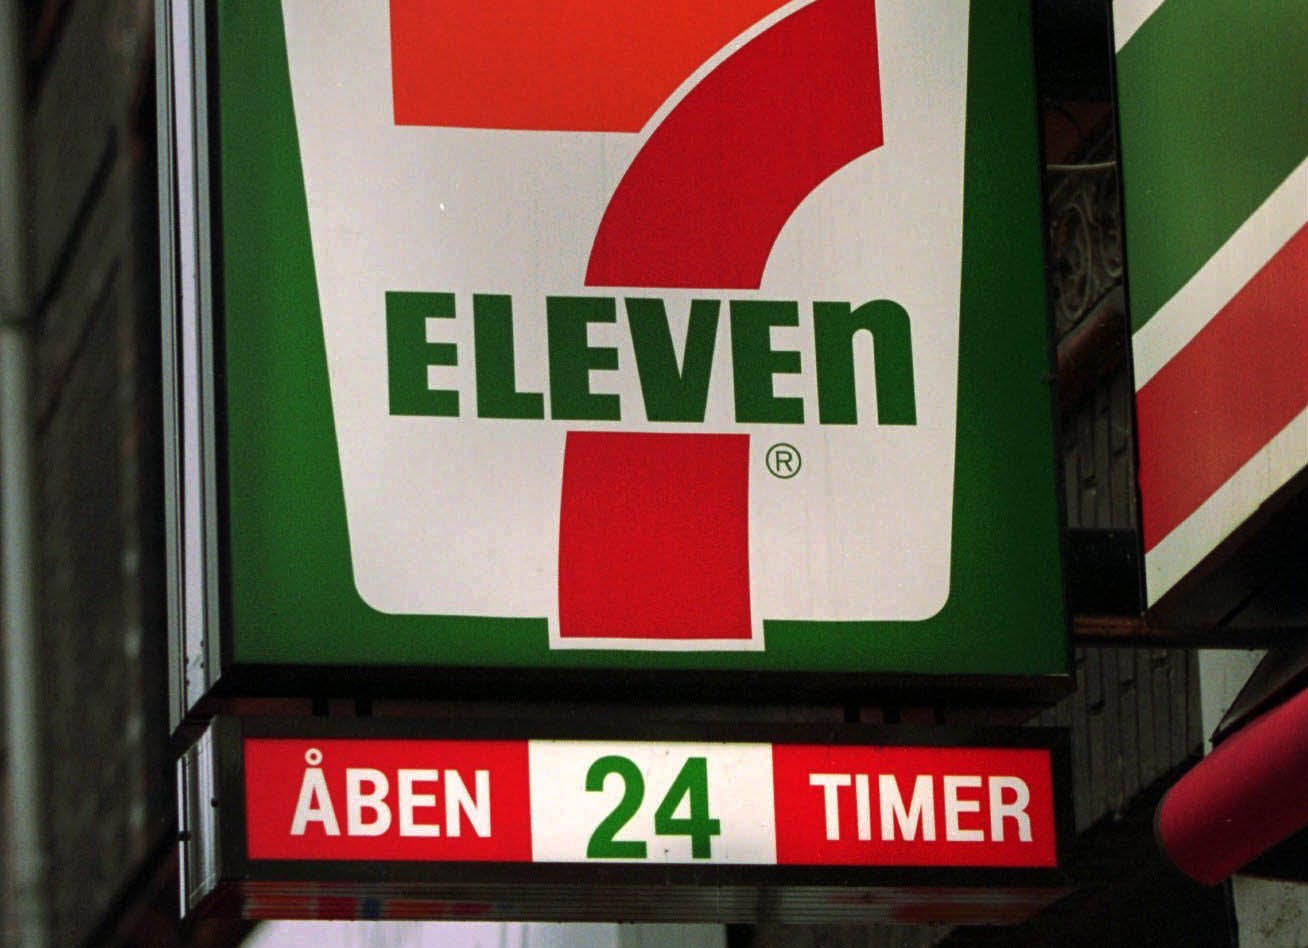 7
ELEVEn
®
ÅBEN 24 TIMER